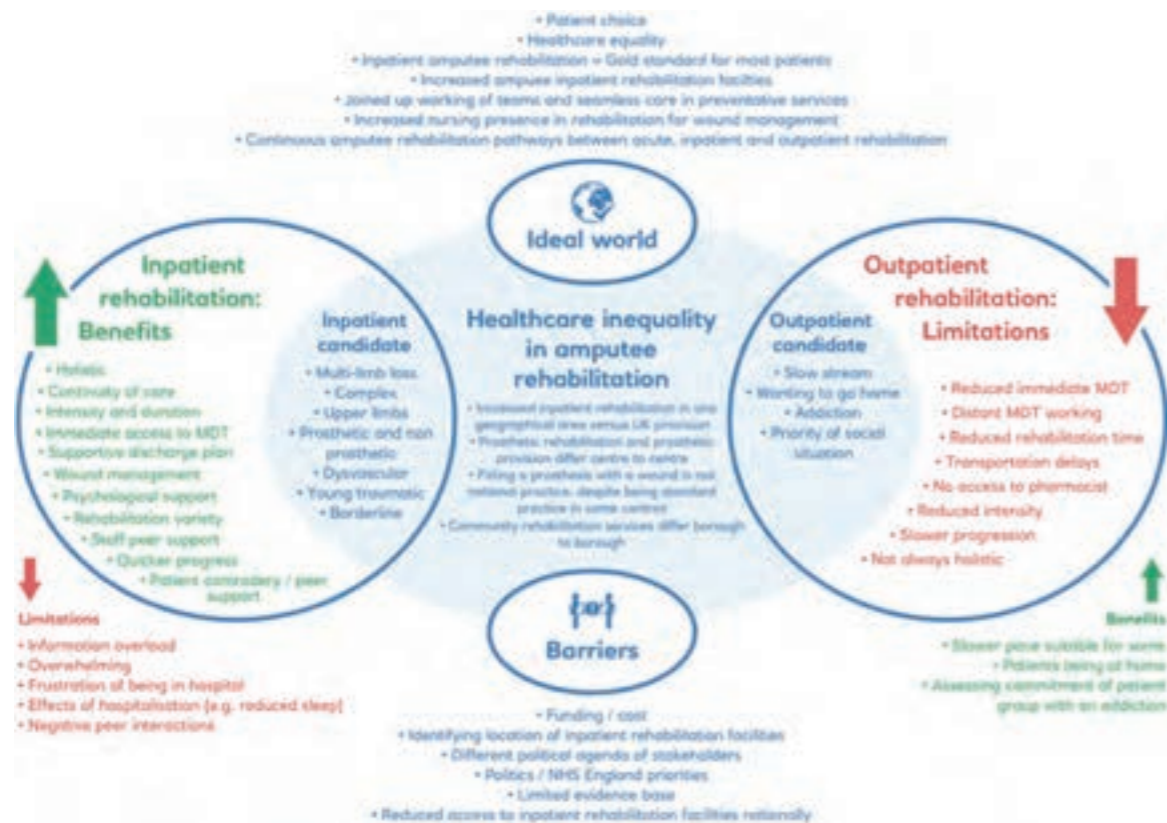 • Patient choice
• Healthcare equality
• Inpatient amputee rehabilitation = Gold standard for most patients
• Increased ampuee inpatient rehabilitation facilties
• Joined up working of teams and seamless care in preventative services
• Increased nursing presence in rehabilitation for wound management
• Continuous amputee rehabilitation pathways between acute, inpatient and outpatient rehabilitation
Ideal world
Inpatient
rehabilitation:
Benefits
• Holistic
• Continuity of care
• Intensity and duration
• Immediate access to MDT
• Supportive discharge plan
• Wound management
• Psychological support
• Rehabilitation variety
• Staff peer support
• Quicker progress
• Patient comradery / peer
support
Limitations
• Information overload
• Overwhelming
• Frustration of being in hospital
• Effects of hospitalisation (e.g. reduced sleep)
• Negative peer interactions
Inpatient
candidate
• Multi-limb loss
• Complex
• Upper limbs
• Prosthetic and non
prosthetic
• Dysvascular
• Young traumatic
• Borderline
Healthcare inequality
in amputee
rehabilitation
• Increased inpatient rehabilitation in one
geographical area versus UK provision
• Prosthetic rehabilitation and prosthetic
provision differ centre to centre
• Fitting a prosthesis with a wound is not
national practice, despite being standard
practice in some centres
• Community rehabilitation services differ borough
to borough
Outpatient
candidate
• Slow stream
• Wanting to go home
• Addiction
• Priority of social
situation
Outpatient
rehabilitation:
Limitations
• Reduced immediate MDT
• Distant MDT working
• Reduced rehabilitation time
• Transportation delays
• No access to pharmacist
• Reduced intensity
• Slower progression
• Not always holistic
Benefits
• Slower pace suitable for some
• Patients being at home
• Assessing commitment of patient
group with an addiction
Barriers
• Funding / cost
• Identifying location of inpatient rehabilitation facilities
• Different political agenda of stakeholders
• Politics / NHS England priorities
• Limited evidence base
• Reduced access to inpatient rehabilitation facilities nationally